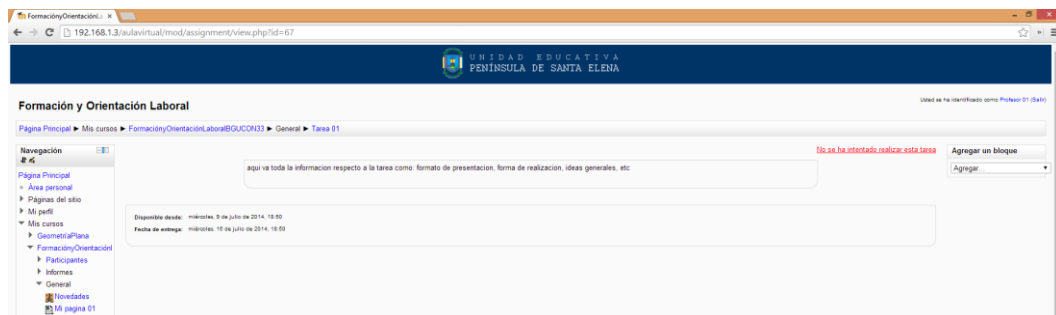 FormaciónyOrientaciónLa
192.168.1.3/aulavirtual/mod/assignment/view.php?id=67
UNIDAD EDUCATIVA
PENÍNSULA DE SANTA ELENA
Formación y Orientación Laboral
Usted se ha identificado como Profesor 01 (Salir)
Página Principal ► Mis cursos ► FormaciónyOrientaciónLaboralBGUCON33 ► General ► Tarea 01
Navegación
No se ha intentado realizar esta tarea
Agregar un bloque
aqui va toda la informacion respecto a la tarea como: formato de presentacion, forma de realizacion, ideas generales, etc
Agregar...
Página Principal
Área personal
Páginas del sitio
Mi perfil
Mis cursos
Disponible desde: miércoles, 9 de julio de 2014, 18:50
Fecha de entrega: miércoles, 16 de julio de 2014, 18:50
GeometríaPlana
FormaciónyOrientaciónl
Participantes
Informes
General
Novedades
Mi pagina 01